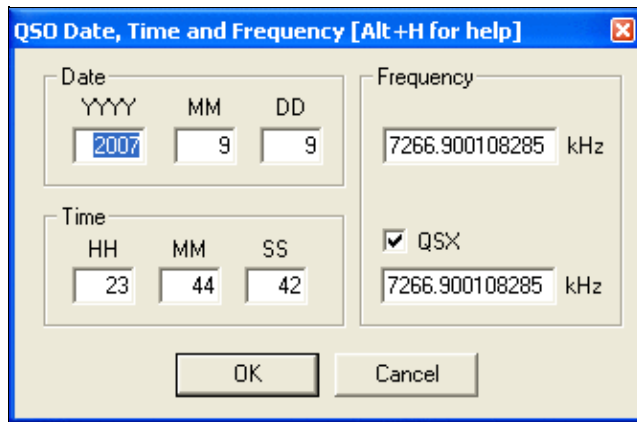 QSO Date, Time and Frequency [Alt+H for help]
Date
YYYY MM DD
2007 9 9
Time
HH MM SS
23 44 42
Frequency
7266.900108285 kHz
QSX
7266.900108285 kHz
OK Cancel